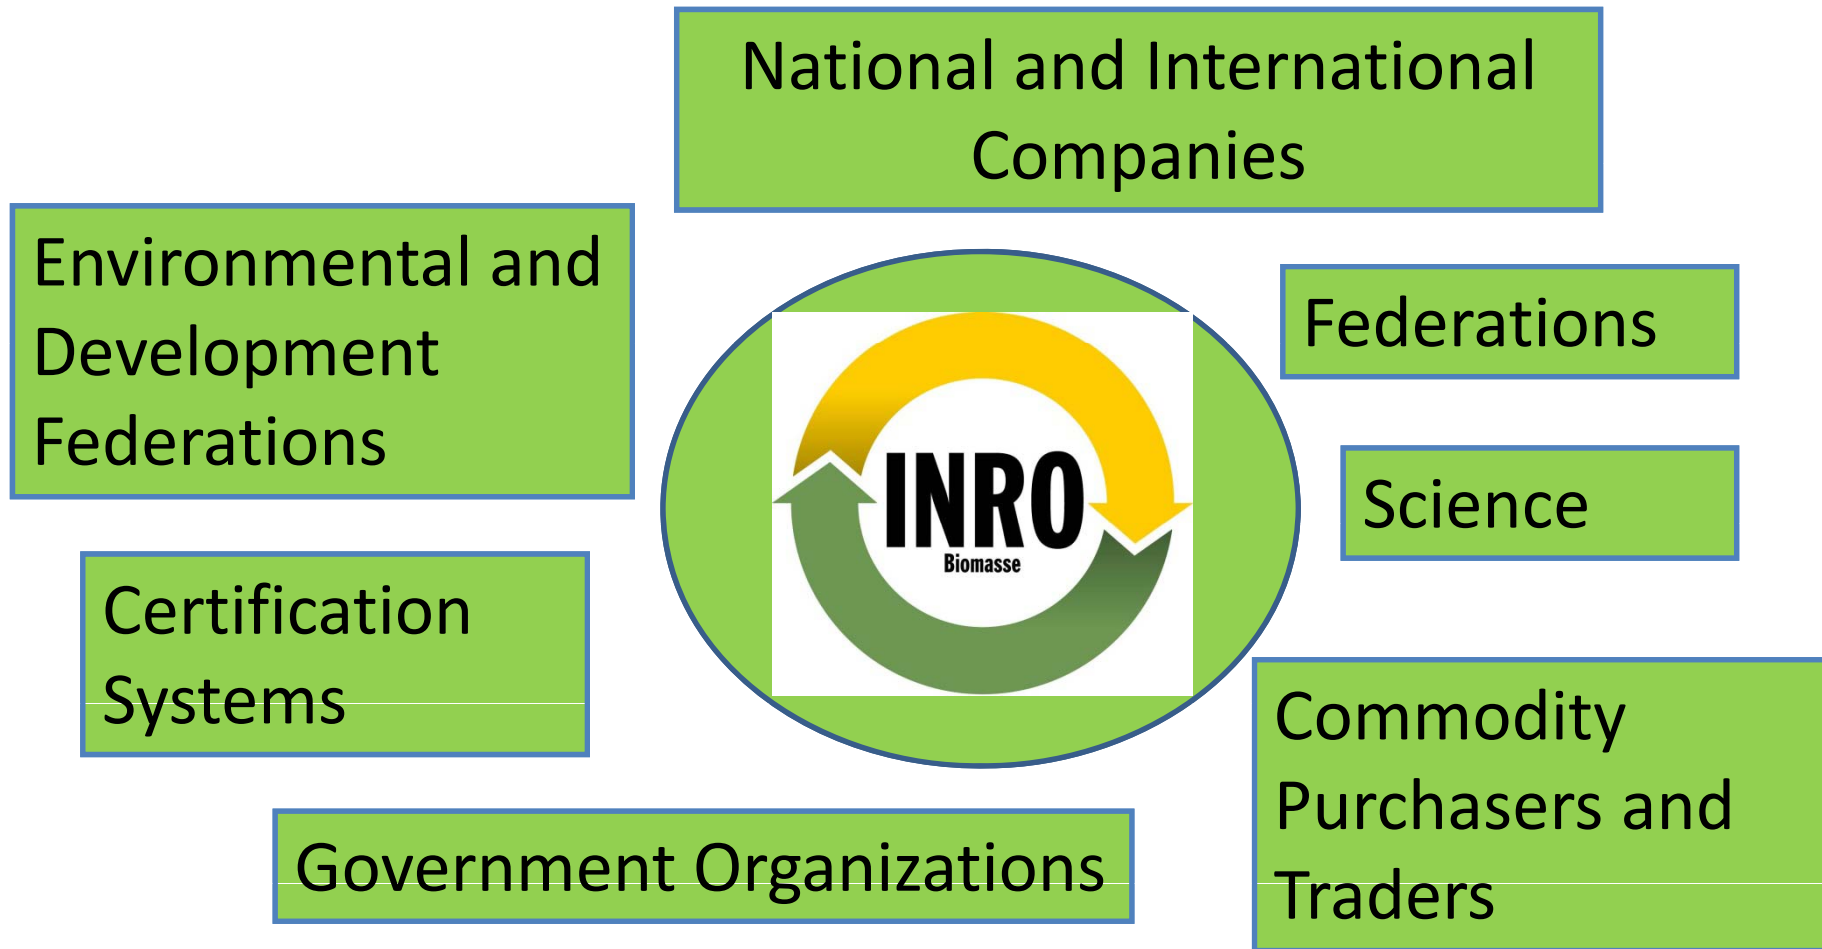 National and International
Companies
Environmental and
Development
Federations
Federations
INRO
Biomasse
Science
Certification
Systems
Commodity
Purchasers and
Traders
Government Organizations